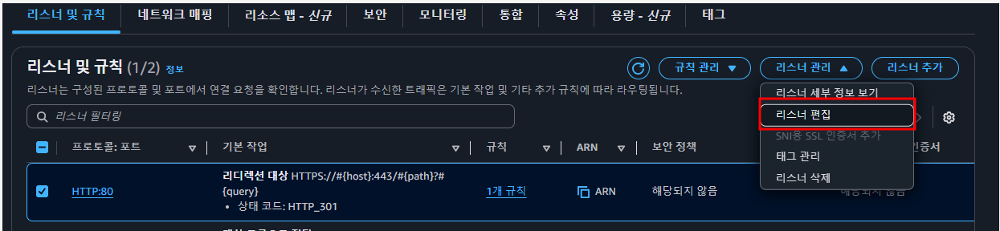 리스너 및 규칙 네트워크 매핑 리소스 맵 - 신규 보안 모니터링 통합 속성 용량 - 신규 태그
리스너 및 규칙 (1/2) 정보 규칙 관리 리스너 관리 리스너 추가
리스너는 구성된 프로토콜 및 포트에서 연결 요청을 확인합니다. 리스너가 수신한 트래픽은 기본 작업 및 기타 추가 규칙에 따라 라우팅됩니다.
리스너 세부 정보 보기
리스너 필터링
리스너 편집
SNI용 SSL 인증서 추가
프로토콜: 포트 기본 작업 규칙 ARN 보안 정책 인증서
태그 관리
리스너 삭제
리디렉션 대상 HTTPS://#{host}:443/#{path}?#
HTTP:80 {query} 1개 규칙 ARN 해당되지 않음 해당되지 않음
• 상태 코드: HTTP_301